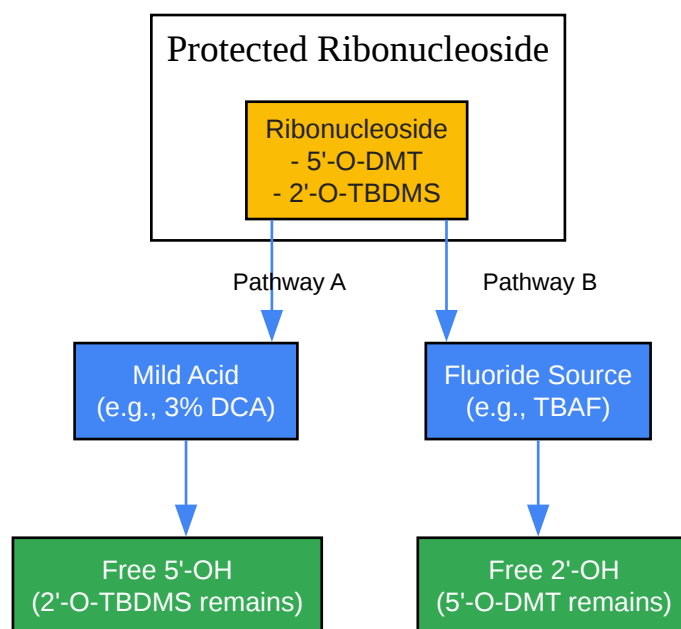 Protected Ribonucleoside
Ribonucleoside
- 5'-O-DMT
- 2'-O-TBDMS
Pathway A
Pathway B
Mild Acid
(e.g., 3% DCA)
Fluoride Source
(e.g., TBAF)
Free 5'-OH
(2'-O-TBDMS remains)
Free 2'-OH
(5'-O-DMT remains)